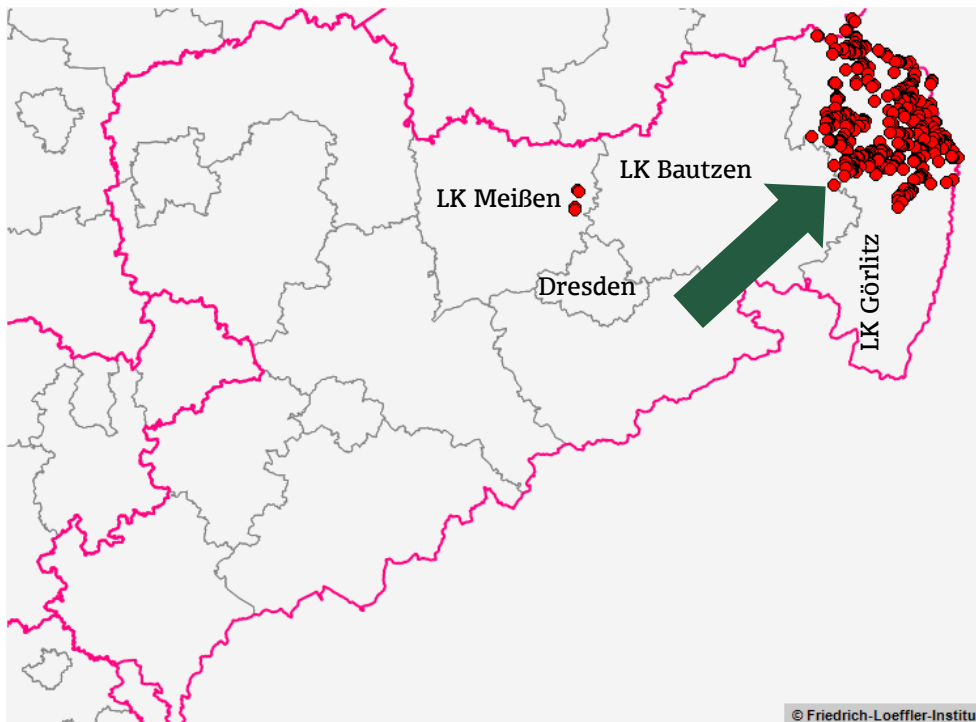 LK Bautzen
LK Meißen
Dresden
LK Görlitz
© Friedrich-Loeffler-Institu